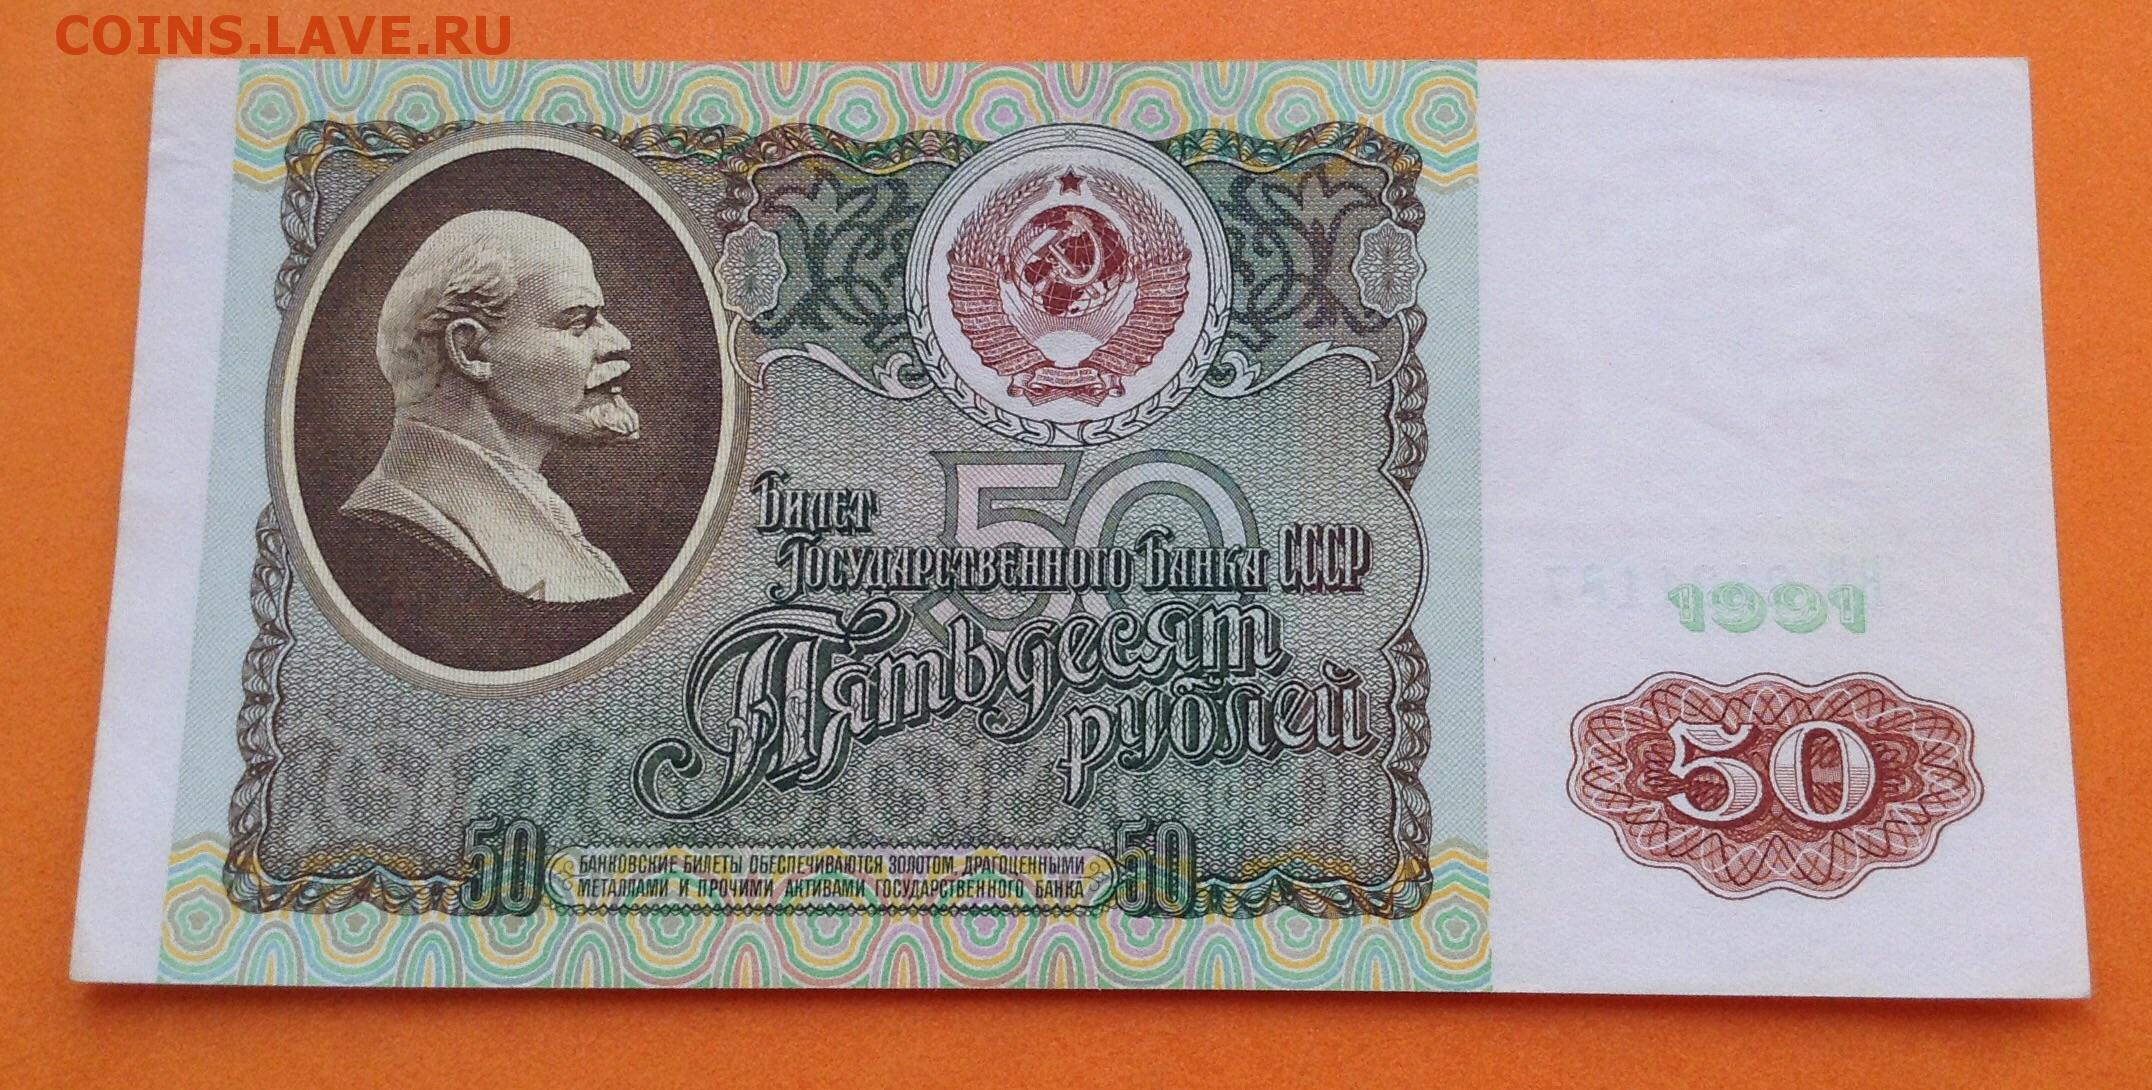 COINS.LAVE.RU
50
Билет
Государственного Банка СССР
Пятьдесят
рублей
1991
50
50
БАНКОВСКИЕ БИЛЕТЫ ОБЕСПЕЧИВАЮТСЯ ЗОЛОТОМ, ДРАГОЦЕННЫМИ
МЕТАЛЛАМИ И ПРОЧИМИ АКТИВАМИ ГОСУДАРСТВЕННОГО БАНКА
50